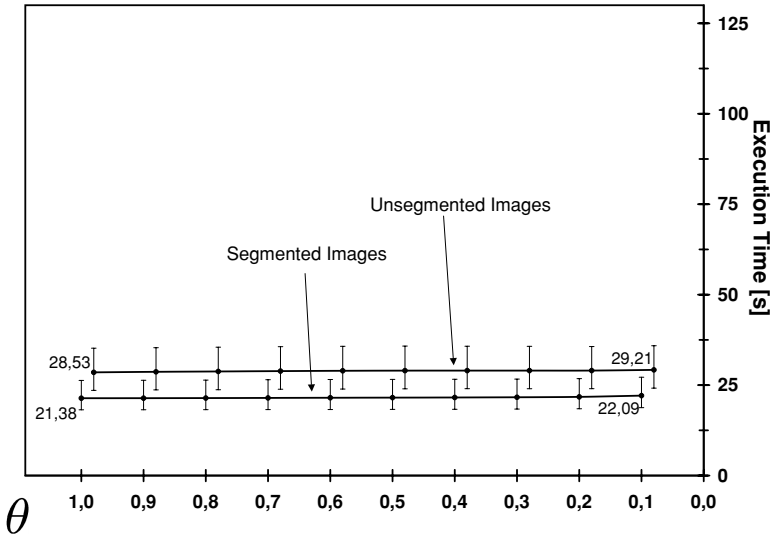 125
100
75
50
25
0
Execution Time [s]
Unsegmented Images
Segmented Images
28,53
29,21
21,38
22,09
1,0 0,9 0,8 0,7 0,6 0,5 0,4 0,3 0,2 0,1 0,0
θ